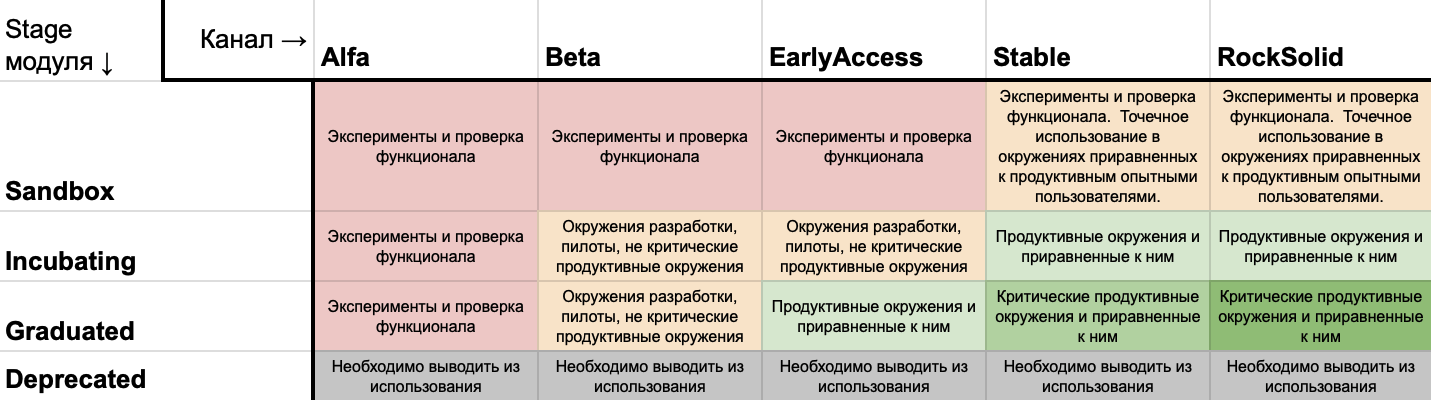 Stage
модуля ↓
Канал →
Alfa
Beta
EarlyAccess
Stable
RockSolid
Sandbox
Эксперименты и проверка
функционала
Эксперименты и проверка
функционала
Эксперименты и проверка
функционала
Эксперименты и проверка
функционала. Точечное
использование в
окружениях приравненных
к продуктивным опытными
пользователями.
Эксперименты и проверка
функционала. Точечное
использование в
окружениях приравненных
к продуктивным опытными
пользователями.
Incubating
Эксперименты и проверка
функционала
Окружения разработки,
пилоты, не критические
продуктивные окружения
Окружения разработки,
пилоты, не критические
продуктивные окружения
Продуктивные окружения и
приравненные к ним
Продуктивные окружения и
приравненные к ним
Graduated
Эксперименты и проверка
функционала
Окружения разработки,
пилоты, не критические
продуктивные окружения
Продуктивные окружения и
приравненные к ним
Критические продуктивные
окружения и приравненные
к ним
Критические продуктивные
окружения и приравненные
к ним
Deprecated
Необходимо выводить из
использования
Необходимо выводить из
использования
Необходимо выводить из
использования
Необходимо выводить из
использования
Необходимо выводить из
использования